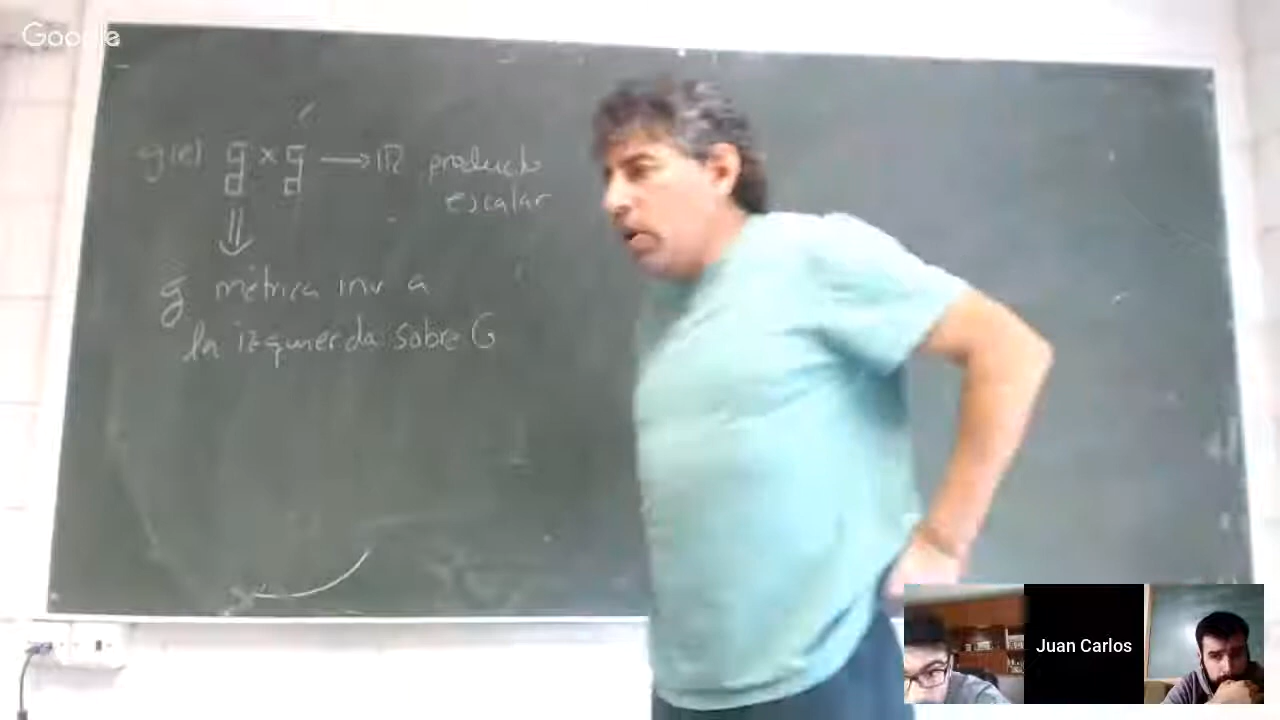 Google
g(e) g × g → ℝ producto
escalar
⇓
g métrica inv a
la izquierda sobre G
Juan Carlos